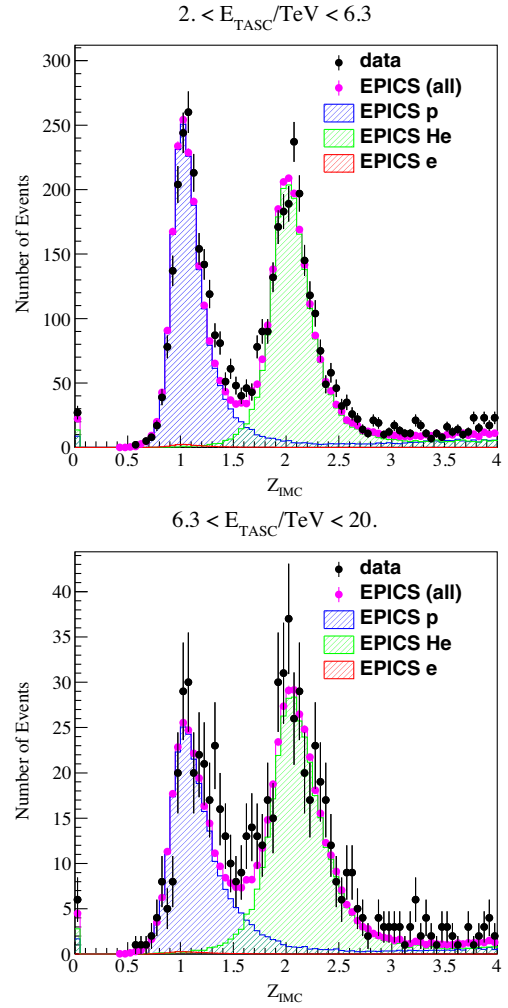 2. < E_TASC/TeV < 6.3
data
EPICS (all)
EPICS p
EPICS He
EPICS e
Number of Events
300
250
200
150
100
50
0
0 0.5 1 1.5 2 2.5 3 3.5 4
Z_IMC
6.3 < E_TASC/TeV < 20.
data
EPICS (all)
EPICS p
EPICS He
EPICS e
Number of Events
40
35
30
25
20
15
10
5
0
0 0.5 1 1.5 2 2.5 3 3.5 4
Z_IMC